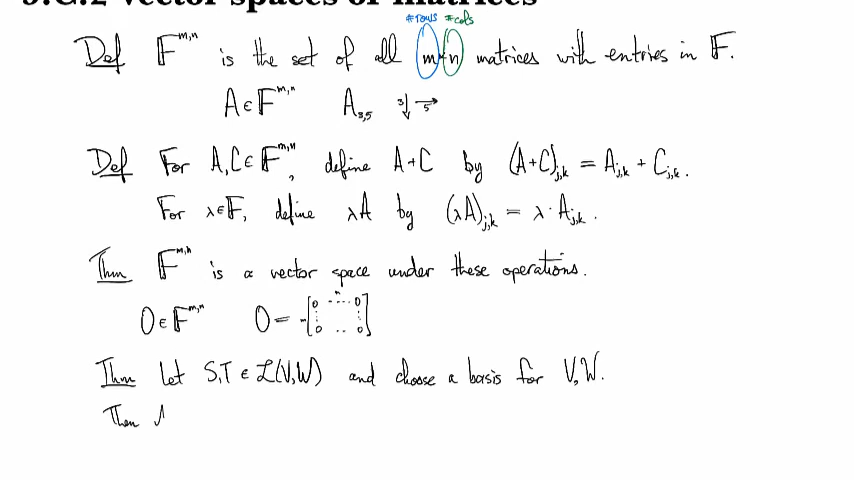 3.C.2 vector spaces of matrices
#rows #cols
Def F^{m,n} is the set of all m×n matrices with entries in F.
A ∈ F^{m,n} A_{3,5} 3↓ →5
Def For A,C ∈ F^{m,n}, define A+C by (A+C)_{j,k} = A_{j,k} + C_{j,k}.
For λ∈F, define λA by (λA)_{j,k} = λ·A_{j,k}.
Thm F^{m,n} is a vector space under these operations.
0 ∈ F^{m,n} 0 = m [0 ... 0 ⋮ ⋮ 0 .. 0] n
Thm Let S,T ∈ L(V,W) and choose a basis for V,W.
Then